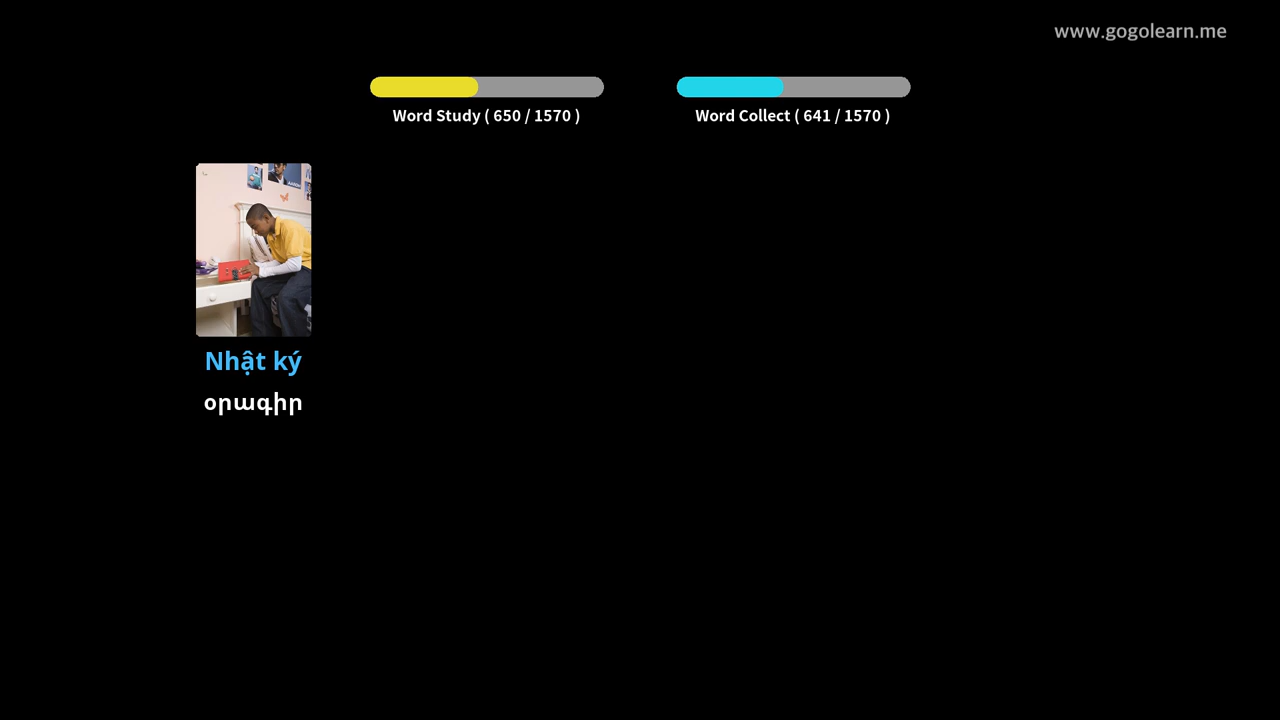 www.gogolearn.me
Word Study ( 650 / 1570 )
Word Collect ( 641 / 1570 )
Nhật ký
օրագիր